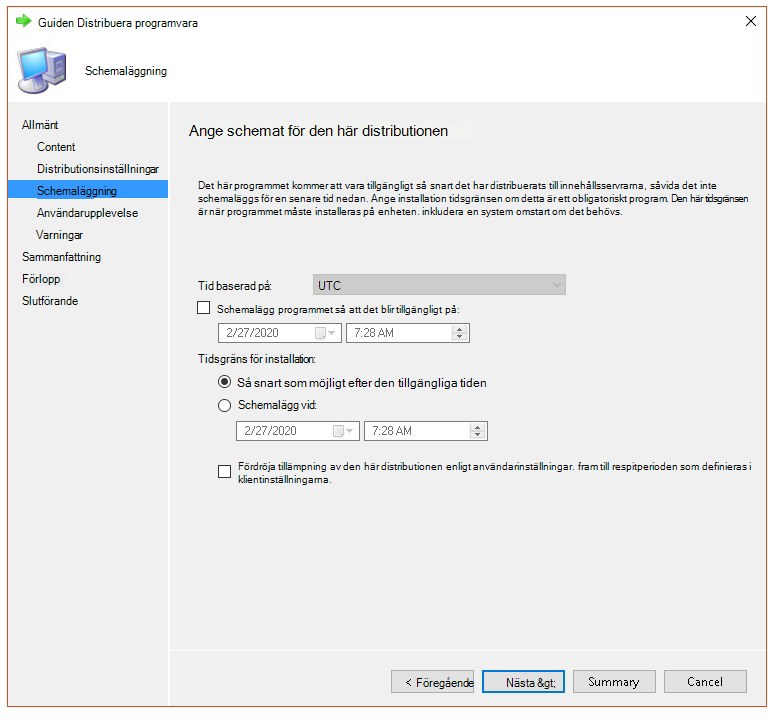 Guiden Distribuera programvara
Schemaläggning
Allmänt
Content
Distributionsinställningar
Schemaläggning
Användarupplevelse
Varningar
Sammanfattning
Förlopp
Slutförande
Ange schemat för den här distributionen
Det här programmet kommer att vara tillgängligt så snart det har distribuerats till innehållsservrarna, såvida det inte
schemaläggs för en senare tid nedan. Ange installation tidsgränsen om detta är ett obligatoriskt program. Den här tidsgränsen
är när programmet måste installeras på enheten. inkludera en system omstart om det behövs.
Tid baserad på:
UTC
Schemalägg programmet så att det blir tillgängligt på:
2/27/2020
7:28 AM
Tidsgräns för installation:
Så snart som möjligt efter den tillgängliga tiden
Schemalägg vid:
2/27/2020
7:28 AM
Fördröja tillämpning av den här distributionen enligt användarinställningar. fram till respitperioden som definieras i
klientinställningarna.
< Föregående
Nästa &gt;
Summary
Cancel